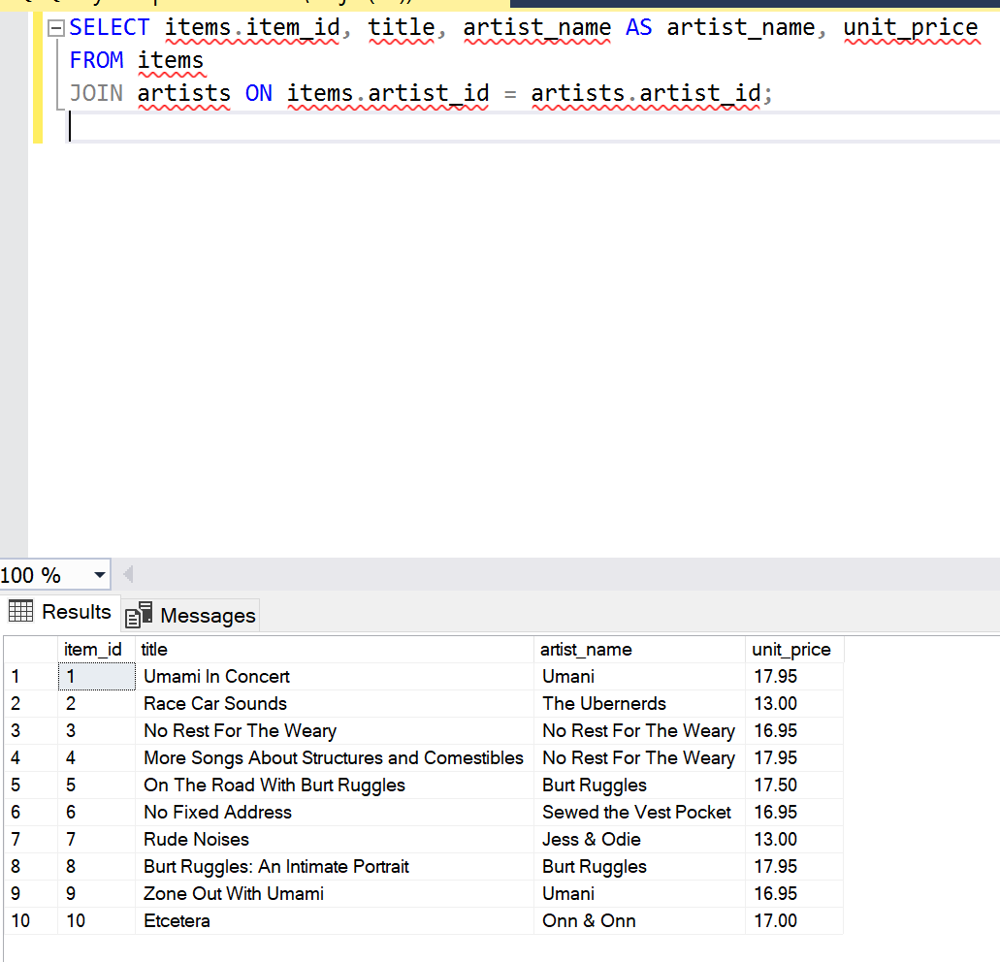 SELECT items.item_id, title, artist_name AS artist_name, unit_price
FROM items
JOIN artists ON items.artist_id = artists.artist_id;
100 %
Results Messages
item_id title artist_name unit_price
1 1 Umami In Concert Umani 17.95
2 2 Race Car Sounds The Ubernerds 13.00
3 3 No Rest For The Weary No Rest For The Weary 16.95
4 4 More Songs About Structures and Comestibles No Rest For The Weary 17.95
5 5 On The Road With Burt Ruggles Burt Ruggles 17.50
6 6 No Fixed Address Sewed the Vest Pocket 16.95
7 7 Rude Noises Jess & Odie 13.00
8 8 Burt Ruggles: An Intimate Portrait Burt Ruggles 17.95
9 9 Zone Out With Umami Umani 16.95
10 10 Etcetera Onn & Onn 17.00